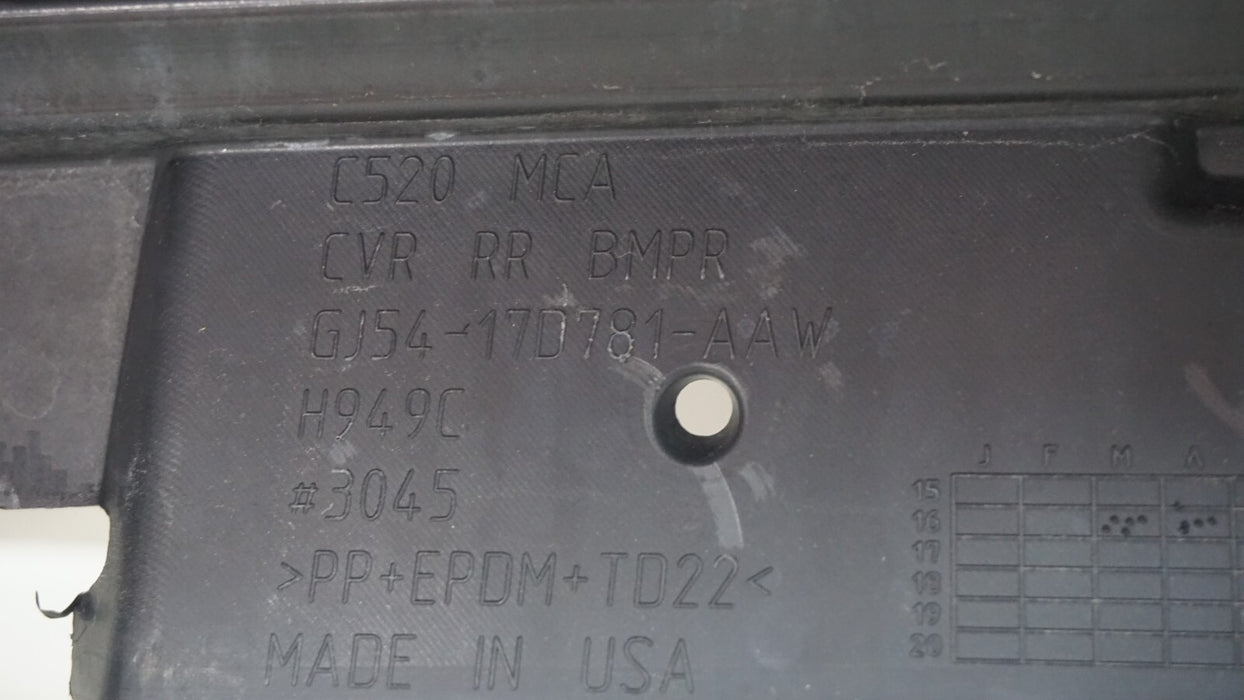 C520 MCA
CVR RR BMPR
GJ54-17D781-AAW
H949C
#3045
>PP+EPDM+TD22<
MADE IN USA
J F M A
15
16
17
18
19
20